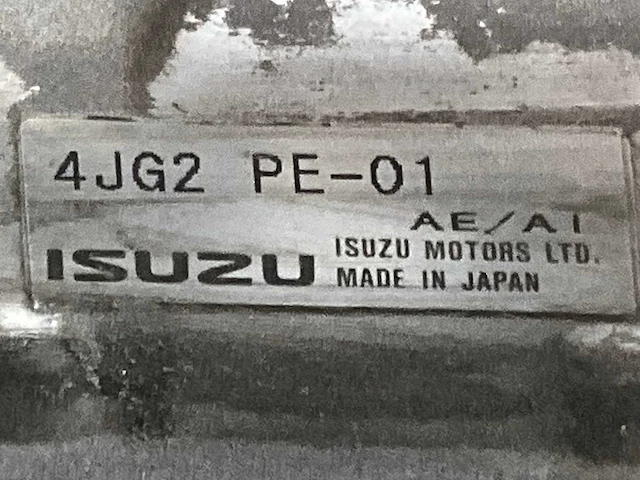 4JG2 PE-01
AE/AI
ISUZU MOTORS LTD.
ISUZU MADE IN JAPAN